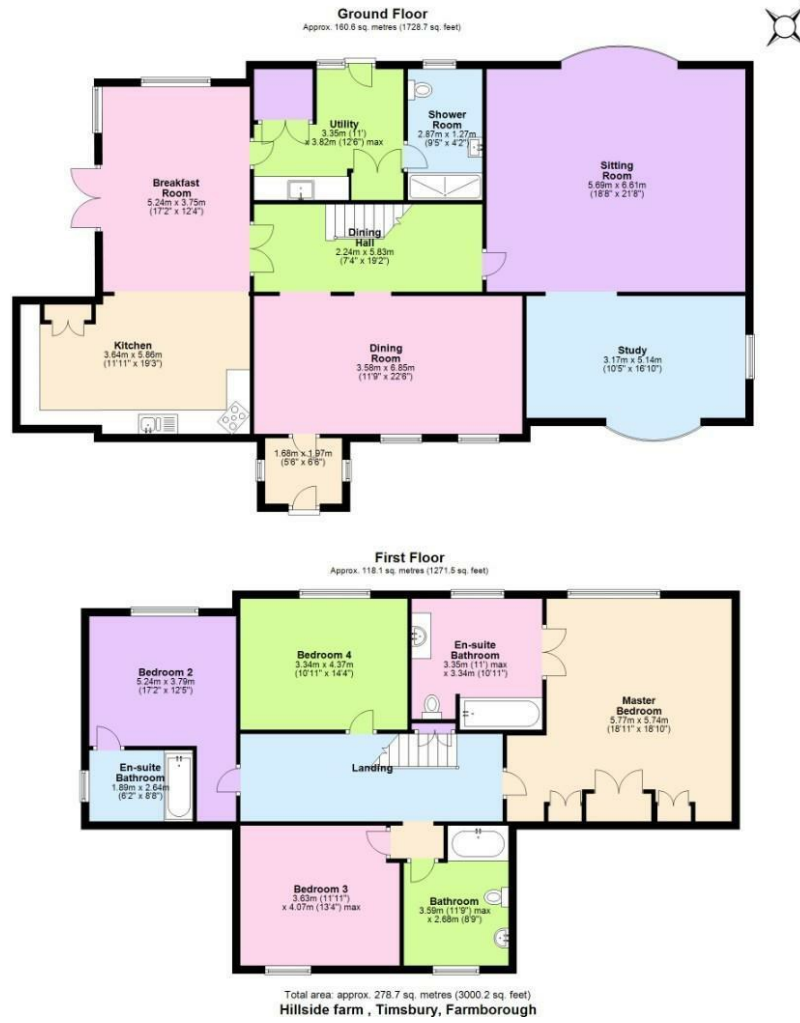 Ground Floor
Approx. 160.6 sq. metres (1728.7 sq. feet)
Utility
3.35m (11')
x 3.82m (12'6") max
Shower
Room
2.87m x 1.27m
(9'5" x 4'2")
Sitting
Room
5.69m x 6.61m
(18'8" x 21'8")
Breakfast
Room
5.24m x 3.75m
(17'2" x 12'4")
Dining
Hall
2.24m x 5.83m
(7'4" x 19'2")
Kitchen
3.64m x 5.86m
(11'11" x 19'3")
Dining
Room
3.58m x 6.85m
(11'9" x 22'6")
Study
3.17m x 5.14m
(10'5" x 16'10")
1.68m x 1.97m
(5'6" x 6'6")
First Floor
Approx. 118.1 sq. metres (1271.5 sq. feet)
Bedroom 2
5.24m x 3.79m
(17'2" x 12'5")
Bedroom 4
3.34m x 4.37m
(10'11" x 14'4")
En-suite
Bathroom
3.35m (11') max
x 3.34m (10'11")
Master
Bedroom
5.77m x 5.74m
(18'11" x 18'10")
En-suite
Bathroom
1.89m x 2.64m
(6'2" x 8'8")
Landing
Bedroom 3
3.63m (11'11")
x 4.07m (13'4") max
Bathroom
3.59m (11'9") max
x 2.68m (8'9")
Total area: approx. 278.7 sq. metres (3000.2 sq. feet)
Hillside farm , Timsbury, Farmborough